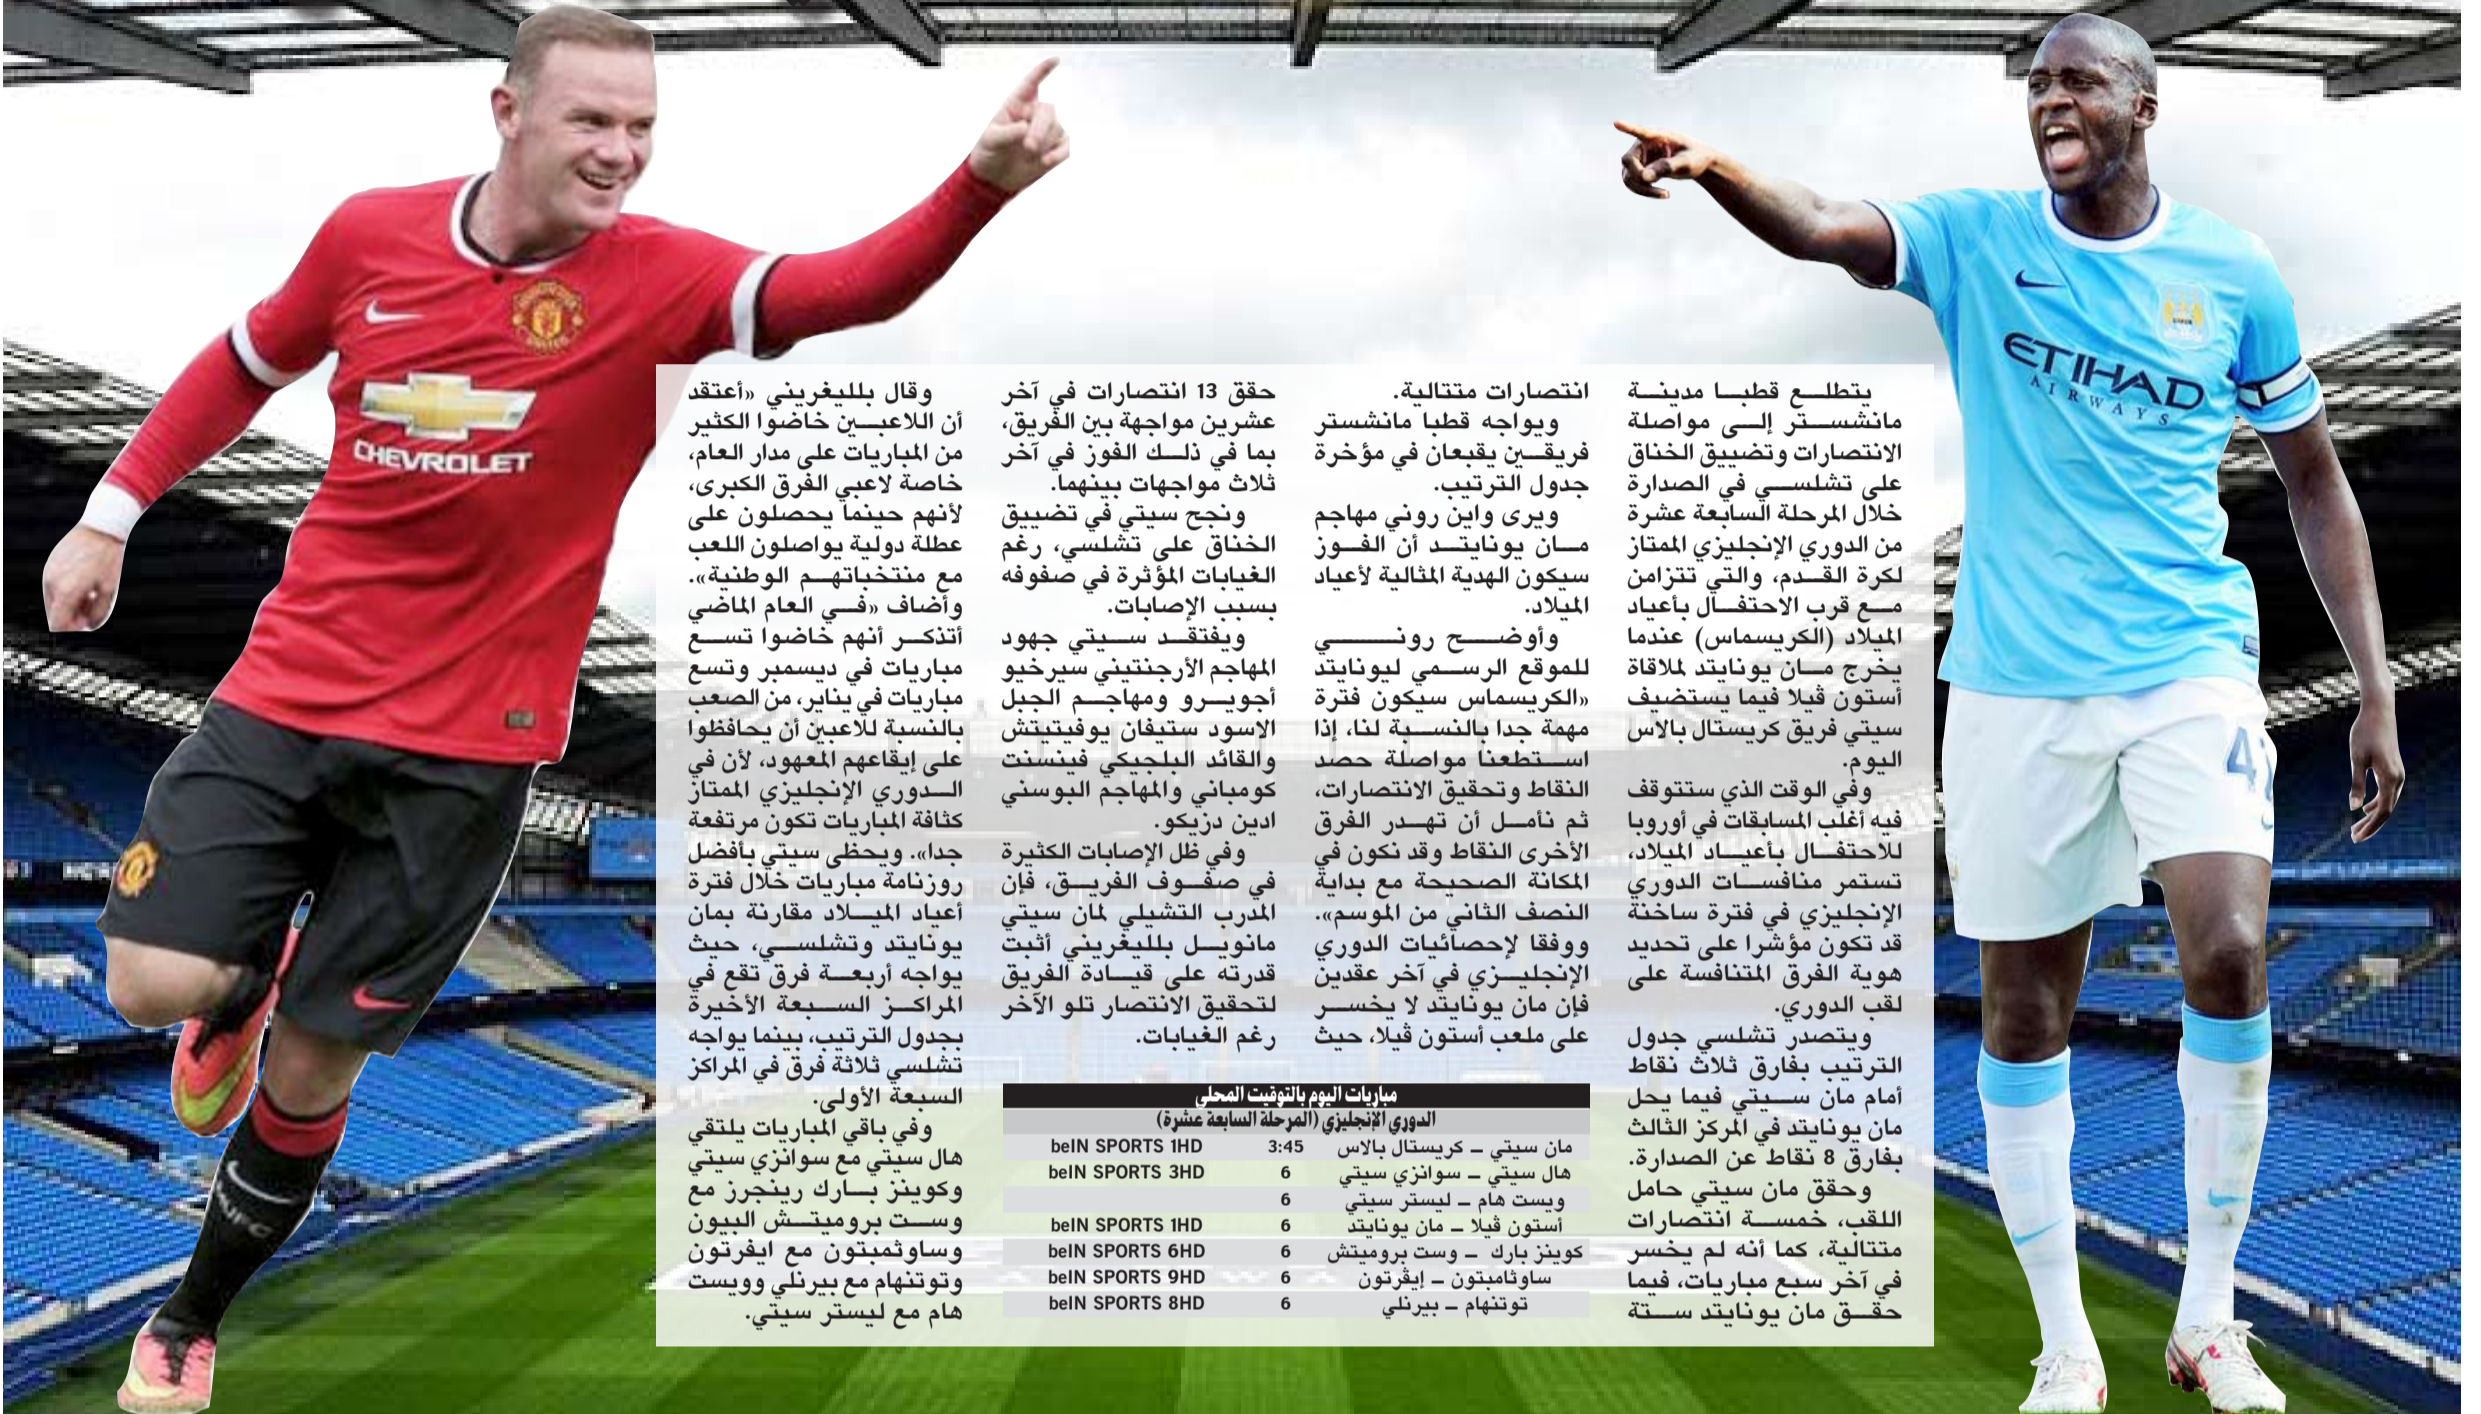 يتطلع قطبا مدينة
مانشستر إلى مواصلة
الانتصارات وتضييق الخناق
على تشلسي في الصدارة
خلال المرحلة السابعة عشرة
من الدوري الإنجليزي الممتاز
لكرة القدم، والتي تتزامن
مع قرب الاحتفال بأعياد
الميلاد (الكريسماس) عندما
يخرج مان يونايتد لملاقاة
أستون ڤيلا فيما يستضيف
سيتي فريق كريستال بالاس
اليوم.
وفي الوقت الذي ستتوقف
فيه أغلب المسابقات في أوروبا
للاحتفال بأعياد الميلاد،
تستمر منافسات الدوري
الإنجليزي في فترة ساخنة
قد تكون مؤشرا على تحديد
هوية الفرق المتنافسة على
لقب الدوري.
ويتصدر تشلسي جدول
الترتيب بفارق ثلاث نقاط
أمام مان سيتي فيما يحل
مان يونايتد في المركز الثالث
بفارق 8 نقاط عن الصدارة.
وحقق مان سيتي حامل
اللقب، خمسة انتصارات
متتالية، كما أنه لم يخسر
في آخر سبع مباريات، فيما
حقق مان يونايتد ستة
انتصارات متتالية.
ويواجه قطبا مانشستر
فريقين يقبعان في مؤخرة
جدول الترتيب.
ويرى واين روني مهاجم
مان يونايتد أن الفوز
سيكون الهدية المثالية لأعياد
الميلاد.
وأوضح روني
للموقع الرسمي ليونايتد
«الكريسماس سيكون فترة
مهمة جدا بالنسبة لنا، إذا
استطعنا مواصلة حصد
النقاط وتحقيق الانتصارات،
ثم نأمل أن تهدر الفرق
الأخرى النقاط وقد نكون في
المكانة الصحيحة مع بداية
النصف الثاني من الموسم».
ووفقا لإحصائيات الدوري
الإنجليزي في آخر عقدين
فإن مان يونايتد لا يخسر
على ملعب أستون ڤيلا، حيث
حقق 13 انتصارات في آخر
عشرين مواجهة بين الفريق،
بما في ذلك الفوز في آخر
ثلاث مواجهات بينهما.
ونجح سيتي في تضييق
الخناق على تشلسي، رغم
الغيابات المؤثرة في صفوفه
بسبب الإصابات.
ويفتقد سيتي جهود
المهاجم الأرجنتيني سيرخيو
أجويرو ومهاجم الجبل
الاسود ستيفان يوفيتيتش
والقائد البلجيكي فينسنت
كومباني والمهاجم البوسني
ادين دزيكو.
وفي ظل الإصابات الكثيرة
في صفوف الفريق، فإن
المدرب التشيلي لمان سيتي
مانويل بلليغريني أثبت
قدرته على قيادة الفريق
لتحقيق الانتصار تلو الآخر
رغم الغيابات.
وقال بلليغريني «أعتقد
أن اللاعبين خاضوا الكثير
من المباريات على مدار العام،
خاصة لاعبي الفرق الكبرى،
لأنهم حينما يحصلون على
عطلة دولية يواصلون اللعب
مع منتخباتهم الوطنية».
وأضاف «في العام الماضي
أتذكر أنهم خاضوا تسع
مباريات في ديسمبر وتسع
مباريات في يناير، من الصعب
بالنسبة للاعبين أن يحافظوا
على إيقاعهم المعهود، لأن في
الدوري الإنجليزي الممتاز
كثافة المباريات تكون مرتفعة
جدا». ويحظى سيتي بأفضل
روزنامة مباريات خلال فترة
أعياد الميلاد مقارنة بمان
يونايتد وتشلسي، حيث
يواجه أربعة فرق تقع في
المراكز السبعة الأخيرة
بجدول الترتيب، بينما يواجه
تشلسي ثلاثة فرق في المراكز
السبعة الأولى.
وفي باقي المباريات يلتقي
هال سيتي مع سوانزي سيتي
وكوينز بارك رينجرز مع
وست بروميتش البيون
وساوثمبتون مع ايفرتون
وتوتنهام مع بيرنلي وويست
هام مع ليستر سيتي.
مباريات اليوم بالتوقيت المحلي
الدوري الإنجليزي (المرحلة السابعة عشرة)
مان سيتي – كريستال بالاس 3:45 beIN SPORTS 1HD
هال سيتي – سوانزي سيتي 6 beIN SPORTS 3HD
ويست هام – ليستر سيتي 6
أستون ڤيلا – مان يونايتد 6 beIN SPORTS 1HD
كوينز بارك – وست بروميتش 6 beIN SPORTS 6HD
ساوثامبتون – إيڤرتون 6 beIN SPORTS 9HD
توتنهام – بيرنلي 6 beIN SPORTS 8HD
CHEVROLET
ETIHAD
AIRWAYS